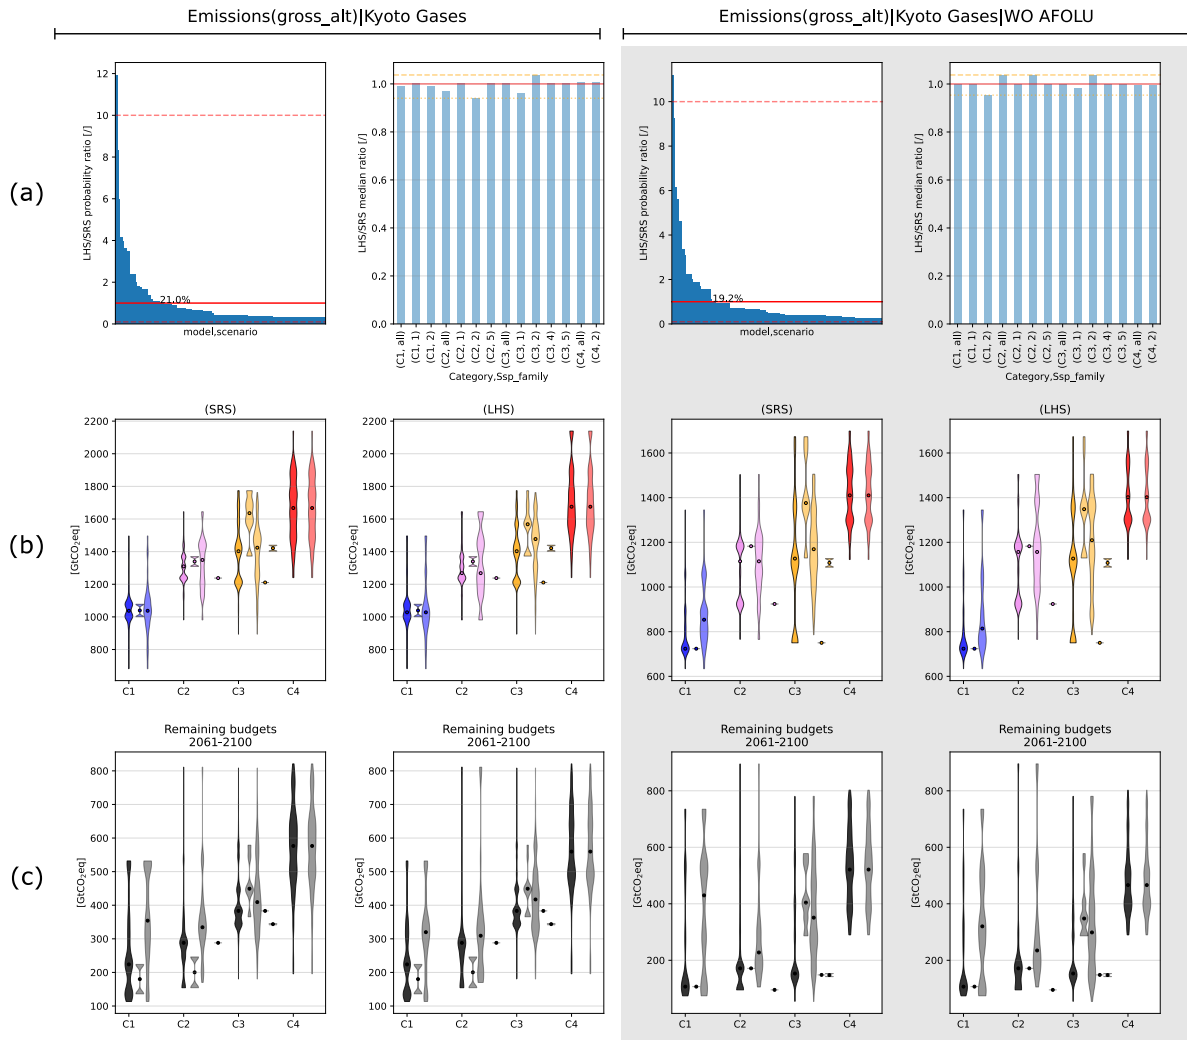 Emissions(gross_alt)|Kyoto Gases
Emissions(gross_alt)|Kyoto Gases|WO AFOLU
(a)
LHS/SRS probability ratio [/]
12
10
8
6
4
2
0
21.0%
model,scenario
LHS/SRS median ratio [/]
1.0
0.8
0.6
0.4
0.2
0.0
(C1, all)
(C1, 1)
(C1, 2)
(C2, all)
(C2, 1)
(C2, 2)
(C2, 5)
(C3, all)
(C3, 1)
(C3, 2)
(C3, 4)
(C3, 5)
(C4, all)
(C4, 2)
Category,Ssp_family
LHS/SRS probability ratio [/]
10
8
6
4
2
0
19.2%
model,scenario
LHS/SRS median ratio [/]
1.0
0.8
0.6
0.4
0.2
0.0
(C1, all)
(C1, 1)
(C1, 2)
(C2, all)
(C2, 1)
(C2, 2)
(C2, 5)
(C3, all)
(C3, 1)
(C3, 2)
(C3, 4)
(C3, 5)
(C4, all)
(C4, 2)
Category,Ssp_family
(b)
(SRS)
[GtCO₂eq]
2200
2000
1800
1600
1400
1200
1000
800
C1 C2 C3 C4
(LHS)
[GtCO₂eq]
2200
2000
1800
1600
1400
1200
1000
800
C1 C2 C3 C4
(SRS)
[GtCO₂eq]
1600
1400
1200
1000
800
600
C1 C2 C3 C4
(LHS)
[GtCO₂eq]
1600
1400
1200
1000
800
600
C1 C2 C3 C4
(c)
Remaining budgets
2061-2100
[GtCO₂eq]
800
700
600
500
400
300
200
100
C1 C2 C3 C4
Remaining budgets
2061-2100
[GtCO₂eq]
800
700
600
500
400
300
200
100
C1 C2 C3 C4
Remaining budgets
2061-2100
[GtCO₂eq]
800
600
400
200
C1 C2 C3 C4
Remaining budgets
2061-2100
[GtCO₂eq]
800
600
400
200
C1 C2 C3 C4